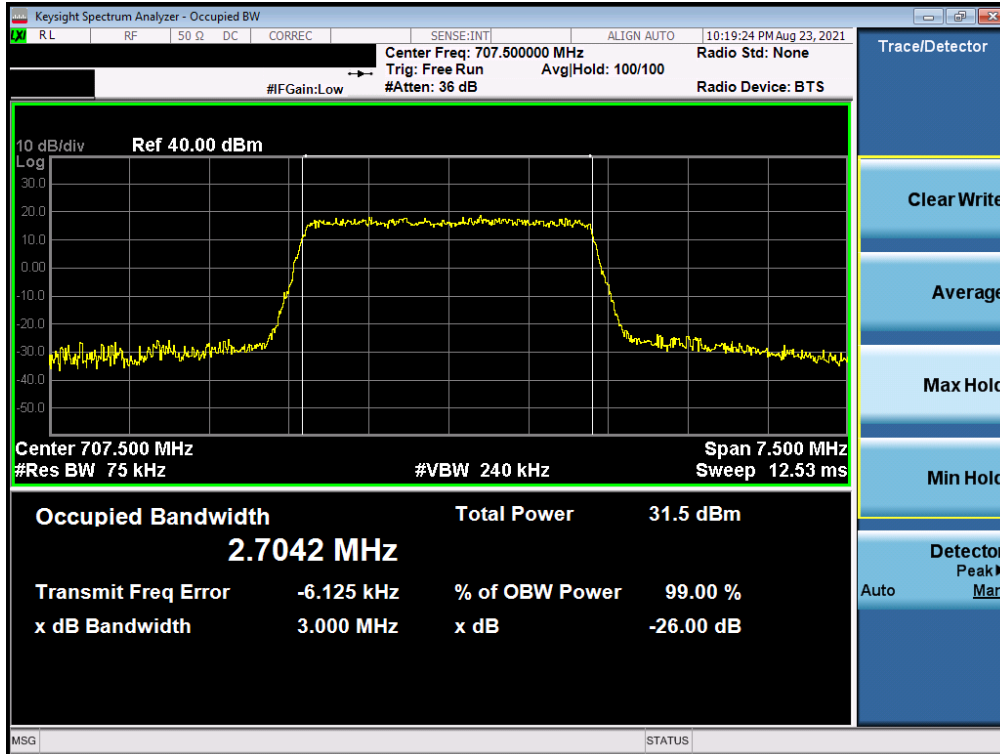 Keysight Spectrum Analyzer - Occupied BW
LXI RL RF 50 Ω DC CORREC SENSE:INT ALIGN AUTO 10:19:24 PM Aug 23, 2021
Center Freq: 707.500000 MHz Radio Std: None
Trig: Free Run Avg|Hold: 100/100
#IFGain:Low #Atten: 36 dB Radio Device: BTS
Trace/Detector
10 dB/div Ref 40.00 dBm
Log
30.0
20.0
10.0
0.00
-10.0
-20.0
-30.0
-40.0
-50.0
Center 707.500 MHz Span 7.500 MHz
#Res BW 75 kHz #VBW 240 kHz Sweep 12.53 ms
Occupied Bandwidth Total Power 31.5 dBm
2.7042 MHz
Transmit Freq Error -6.125 kHz % of OBW Power 99.00 %
x dB Bandwidth 3.000 MHz x dB -26.00 dB
Clear Write
Average
Max Hold
Min Hold
Detector
Peak
Auto Man
MSG STATUS